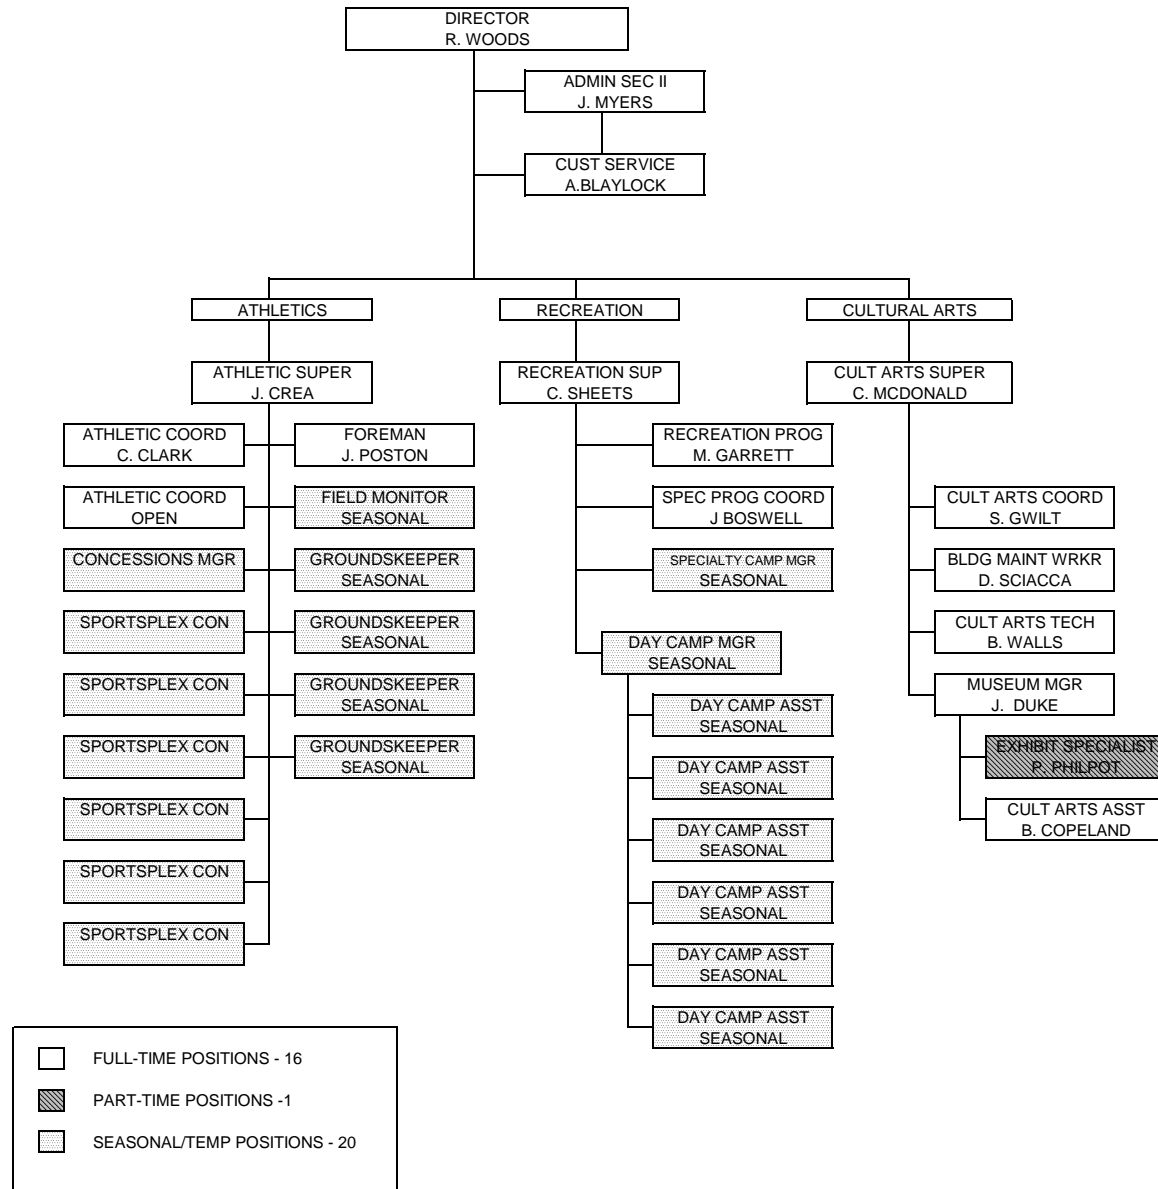 DIRECTOR
R. WOODS
ADMIN SEC II
J. MYERS
CUST SERVICE
A.BLAYLOCK
ATHLETICS
RECREATION
CULTURAL ARTS
ATHLETIC SUPER
J. CREA
RECREATION SUP
C. SHEETS
CULT ARTS SUPER
C. MCDONALD
ATHLETIC COORD
C. CLARK
FOREMAN
J. POSTON
ATHLETIC COORD
OPEN
FIELD MONITOR
SEASONAL
CONCESSIONS MGR
GROUNDSKEEPER
SEASONAL
SPORTSPLEX CON
GROUNDSKEEPER
SEASONAL
SPORTSPLEX CON
GROUNDSKEEPER
SEASONAL
SPORTSPLEX CON
GROUNDSKEEPER
SEASONAL
SPORTSPLEX CON
SPORTSPLEX CON
SPORTSPLEX CON
RECREATION PROG
M. GARRETT
SPEC PROG COORD
J BOSWELL
SPECIALTY CAMP MGR
SEASONAL
DAY CAMP MGR
SEASONAL
DAY CAMP ASST
SEASONAL
DAY CAMP ASST
SEASONAL
DAY CAMP ASST
SEASONAL
DAY CAMP ASST
SEASONAL
DAY CAMP ASST
SEASONAL
DAY CAMP ASST
SEASONAL
CULT ARTS COORD
S. GWILT
BLDG MAINT WRKR
D. SCIACCA
CULT ARTS TECH
B. WALLS
MUSEUM MGR
J. DUKE
EXHIBIT SPECIALIST
P. PHILPOT
CULT ARTS ASST
B. COPELAND
FULL-TIME POSITIONS - 16
PART-TIME POSITIONS -1
SEASONAL/TEMP POSITIONS - 20